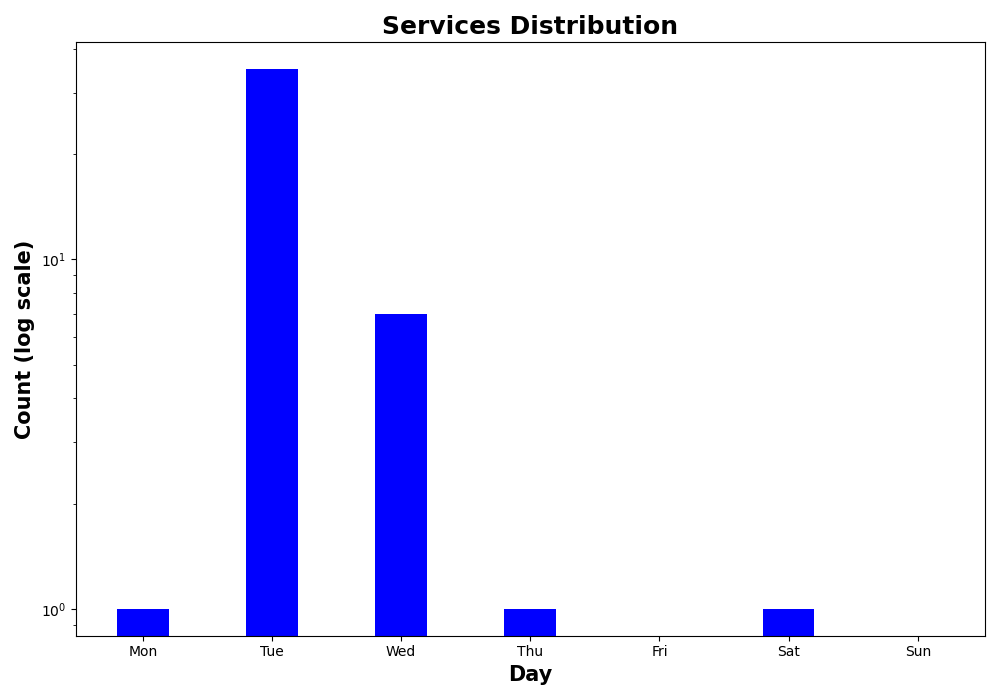 Services Distribution
Count (log scale)
10¹
10⁰
Mon Tue Wed Thu Fri Sat Sun
Day